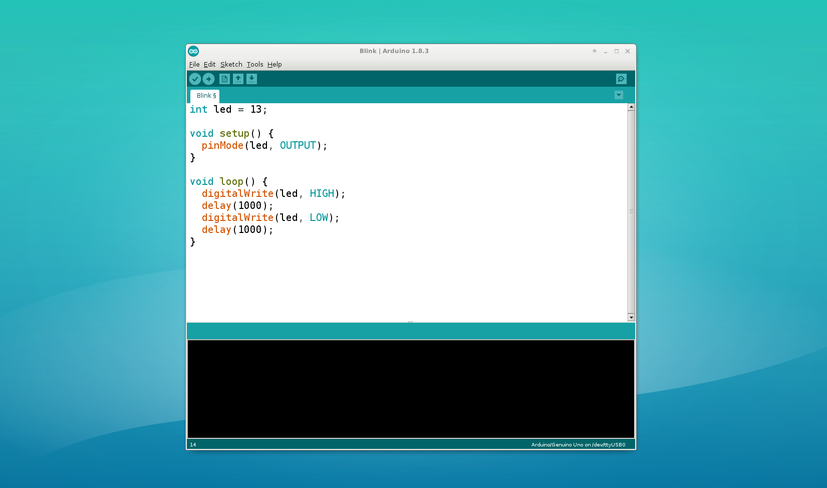 Blink | Arduino 1.8.3
File Edit Sketch Tools Help
Blink §
int led = 13;
void setup() {
  pinMode(led, OUTPUT);
}
void loop() {
  digitalWrite(led, HIGH);
  delay(1000);
  digitalWrite(led, LOW);
  delay(1000);
}
14
Arduino/Genuino Uno on /dev/ttyUSB0